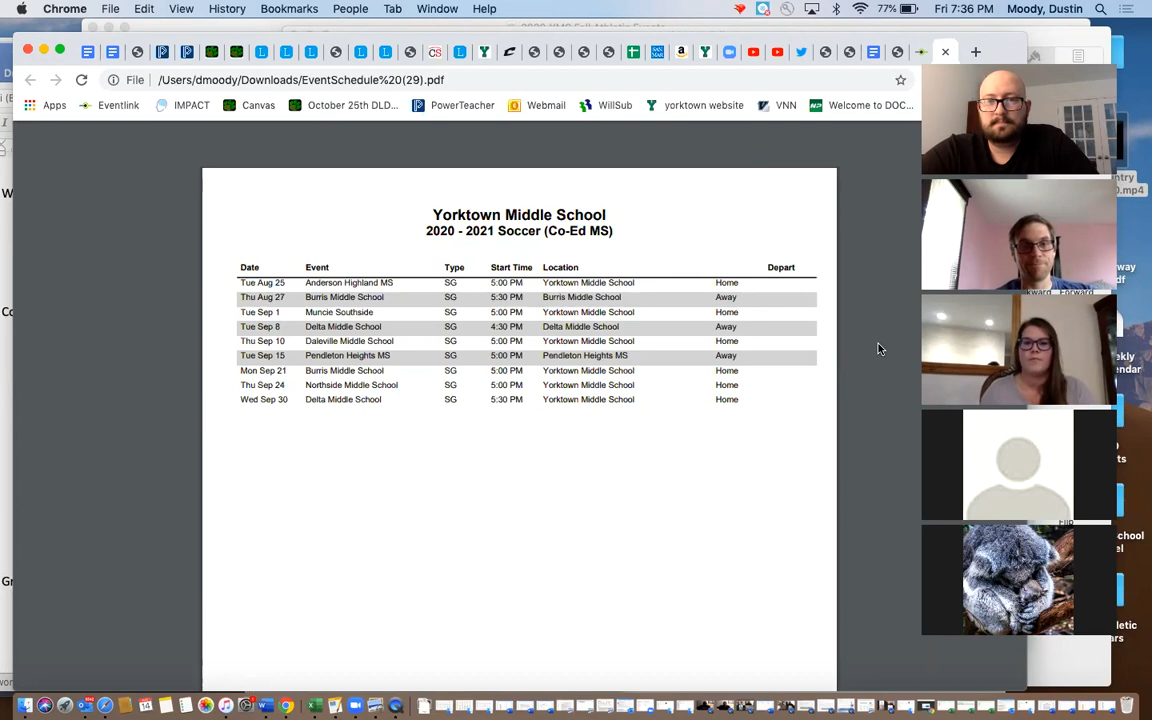 Chrome File Edit View History Bookmarks People Tab Window Help 77% Fri 7:36 PM Moody, Dustin
File /Users/dmoody/Downloads/EventSchedule%20(29).pdf
Apps Eventlink IMPACT Canvas October 25th DLD... PowerTeacher Webmail WillSub yorktown website VNN Welcome to DOC...
Yorktown Middle School
2020 - 2021 Soccer (Co-Ed MS)
Date Event Type Start Time Location Depart
Tue Aug 25 Anderson Highland MS SG 5:00 PM Yorktown Middle School Home
Thu Aug 27 Burris Middle School SG 5:30 PM Burris Middle School Away
Tue Sep 1 Muncie Southside SG 5:00 PM Yorktown Middle School Home
Tue Sep 8 Delta Middle School SG 4:30 PM Delta Middle School Away
Thu Sep 10 Daleville Middle School SG 5:00 PM Yorktown Middle School Home
Tue Sep 15 Pendleton Heights MS SG 5:00 PM Pendleton Heights MS Away
Mon Sep 21 Burris Middle School SG 5:00 PM Yorktown Middle School Home
Thu Sep 24 Northside Middle School SG 5:00 PM Yorktown Middle School Home
Wed Sep 30 Delta Middle School SG 5:30 PM Yorktown Middle School Home